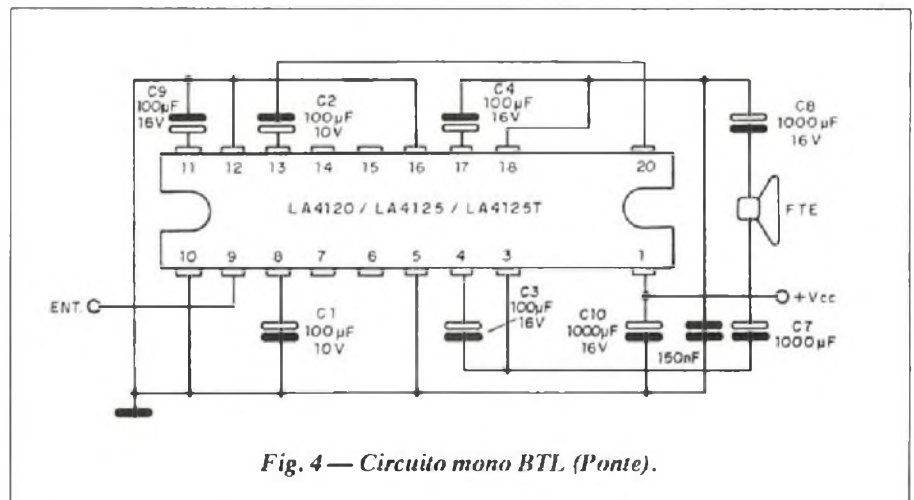 C9
100µF
16V
C2
100µF
10V
C4
100µF
16V
C8
1000µF
16V
11 12 13 14 15 16 17 18 20
LA4120 / LA4125 / LA4125T
FTE
10 9 8 7 6 5 4 3 1
ENT.
C1
100µF
10V
C3
100µF
16V
C10
1000µF
16V
150nF
+Vcc
C7
1000µF
Fig. 4 — Circuito mono BTL (Ponte).